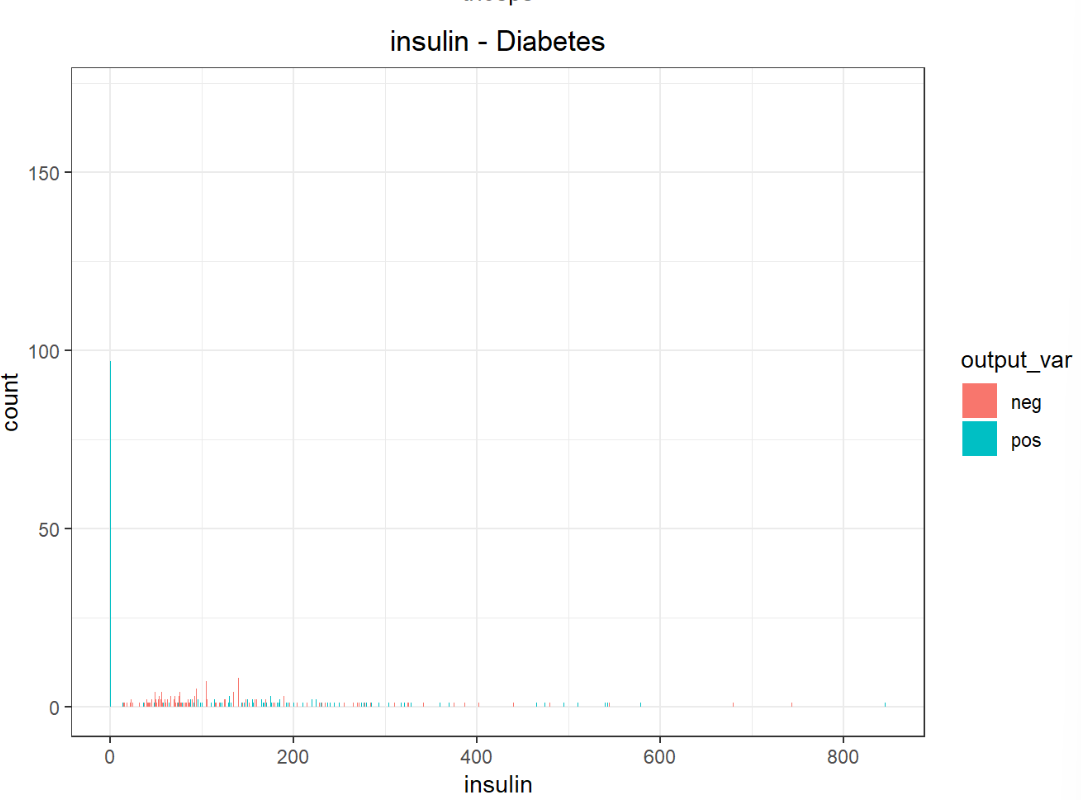 insulin - Diabetes
150
100
50
0
count
0 200 400 600 800
insulin
output_var
neg
pos